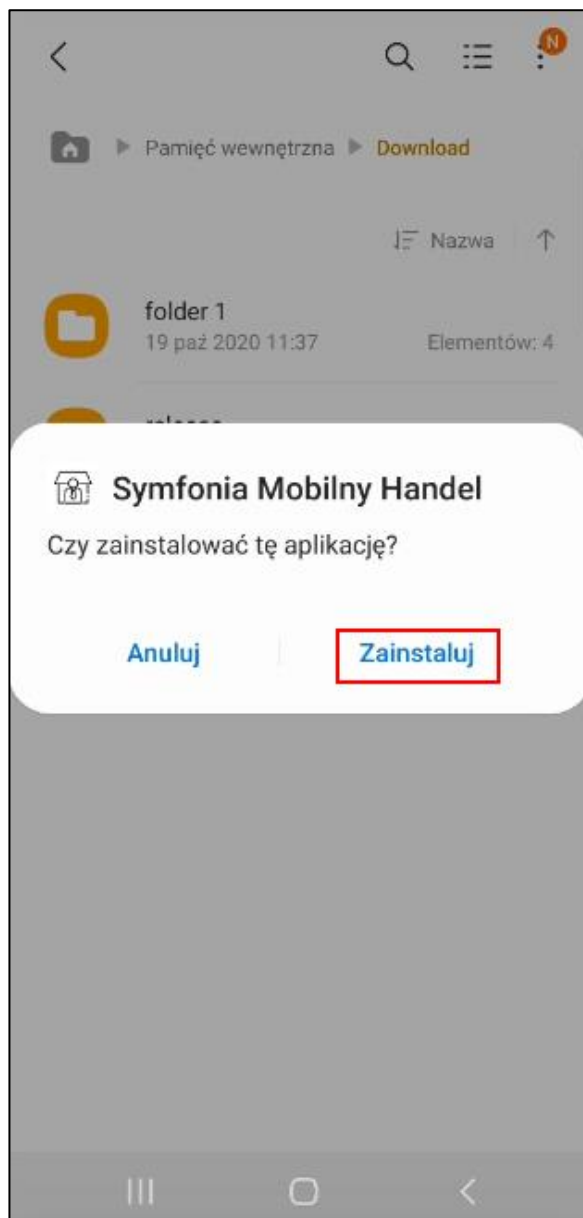 N
Pamięć wewnętrzna Download
Nazwa
folder 1
19 paź 2020 11:37 Elementów: 4
Symfonia Mobilny Handel
Czy zainstalować tę aplikację?
Anuluj Zainstaluj